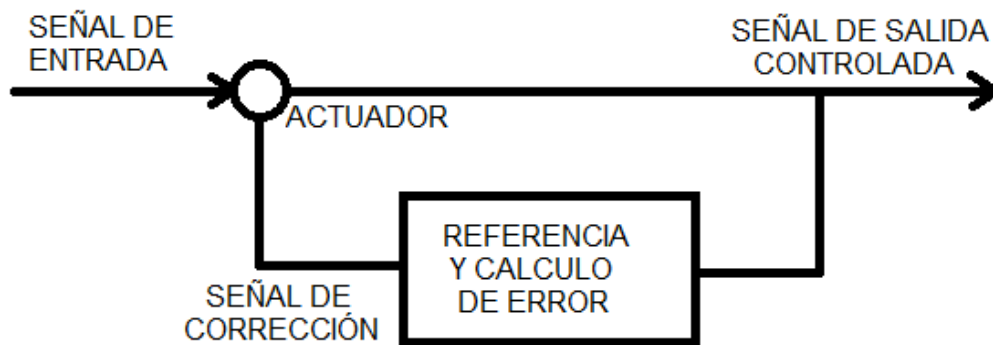 SEÑAL DE
ENTRADA
SEÑAL DE SALIDA
CONTROLADA
ACTUADOR
REFERENCIA
Y CALCULO
DE ERROR
SEÑAL DE
CORRECCIÓN